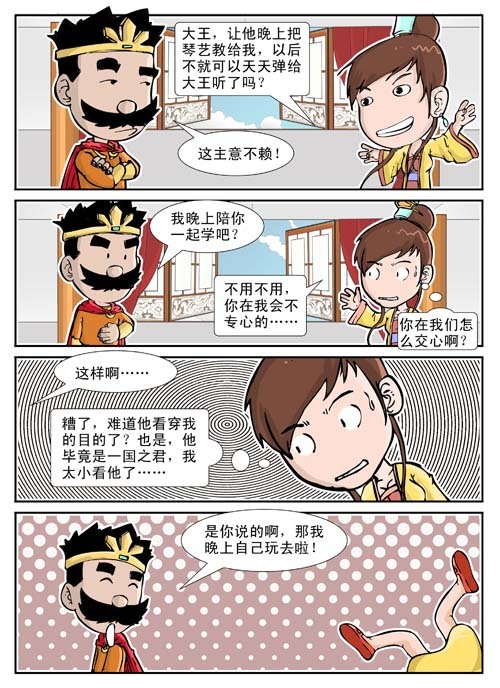 大王，让他晚上把
琴艺教给我，以后
不就可以天天弹给
大王听了吗？
这主意不赖！
我晚上陪你
一起学吧？
不用不用，
你在我会不
专心的……
你在我们怎
么交心啊？
这样啊……
糟了，难道他看穿我
的目的了？也是，他
毕竟是一国之君，我
太小看他了……
是你说的啊，那我
晚上自己玩去啦！